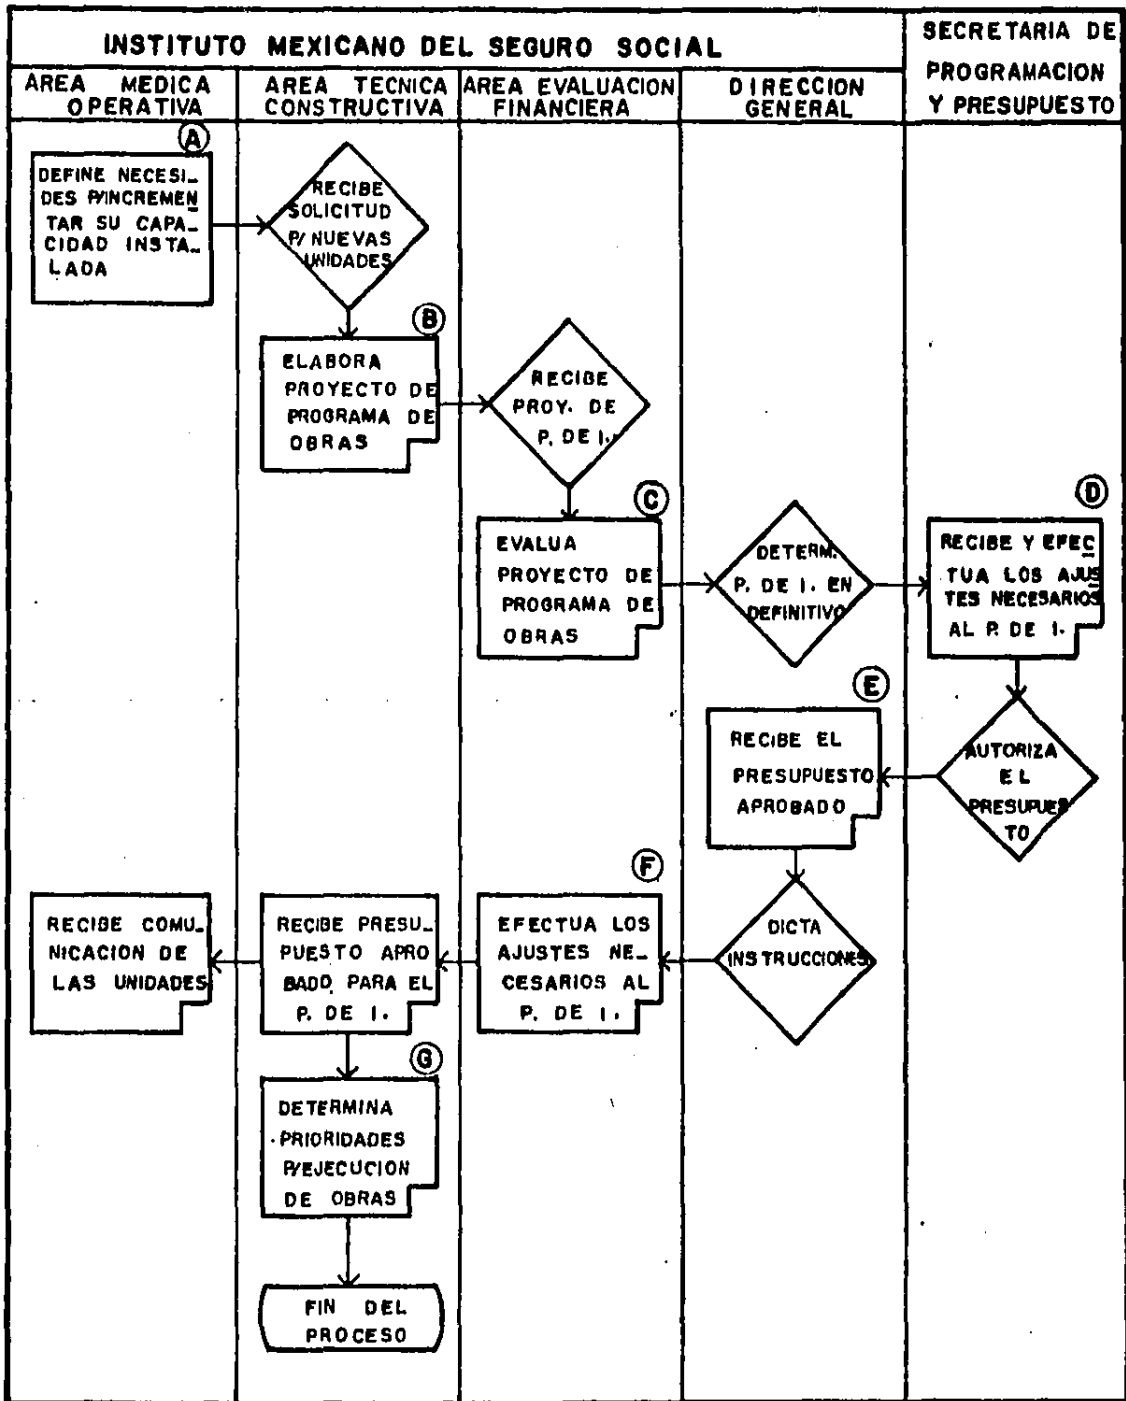 INSTITUTO MEXICANO DEL SEGURO SOCIAL
SECRETARIA DE
PROGRAMACION
Y PRESUPUESTO
AREA MEDICA
OPERATIVA
AREA TECNICA
CONSTRUCTIVA
AREA EVALUACION
FINANCIERA
DIRECCION
GENERAL
A
DEFINE NECESI_
DES P/INCREMEN
TAR SU CAPA_
CIDAD INSTA_
LADA
RECIBE
SOLICITUD
P/ NUEVAS
UNIDADES
B
ELABORA
PROYECTO DE
PROGRAMA DE
OBRAS
RECIBE
PROY. DE
P. DE I.
C
EVALUA
PROYECTO DE
PROGRAMA DE
OBRAS
DETERM.
P. DE I. EN
DEFINITIVO
D
RECIBE Y EFEC
TUA LOS AJUS
TES NECESARIOS
AL P. DE I.
AUTORIZA
EL
PRESUPUES
TO
E
RECIBE EL
PRESUPUESTO
APROBADO
DICTA
INSTRUCCIONES
F
EFECTUA LOS
AJUSTES NE_
CESARIOS AL
P. DE I.
RECIBE PRESU_
PUESTO APRO
BADO PARA EL
P. DE I.
RECIBE COMU_
NICACION DE
LAS UNIDADES
G
DETERMINA
PRIORIDADES
P/EJECUCION
DE OBRAS
FIN DEL
PROCESO